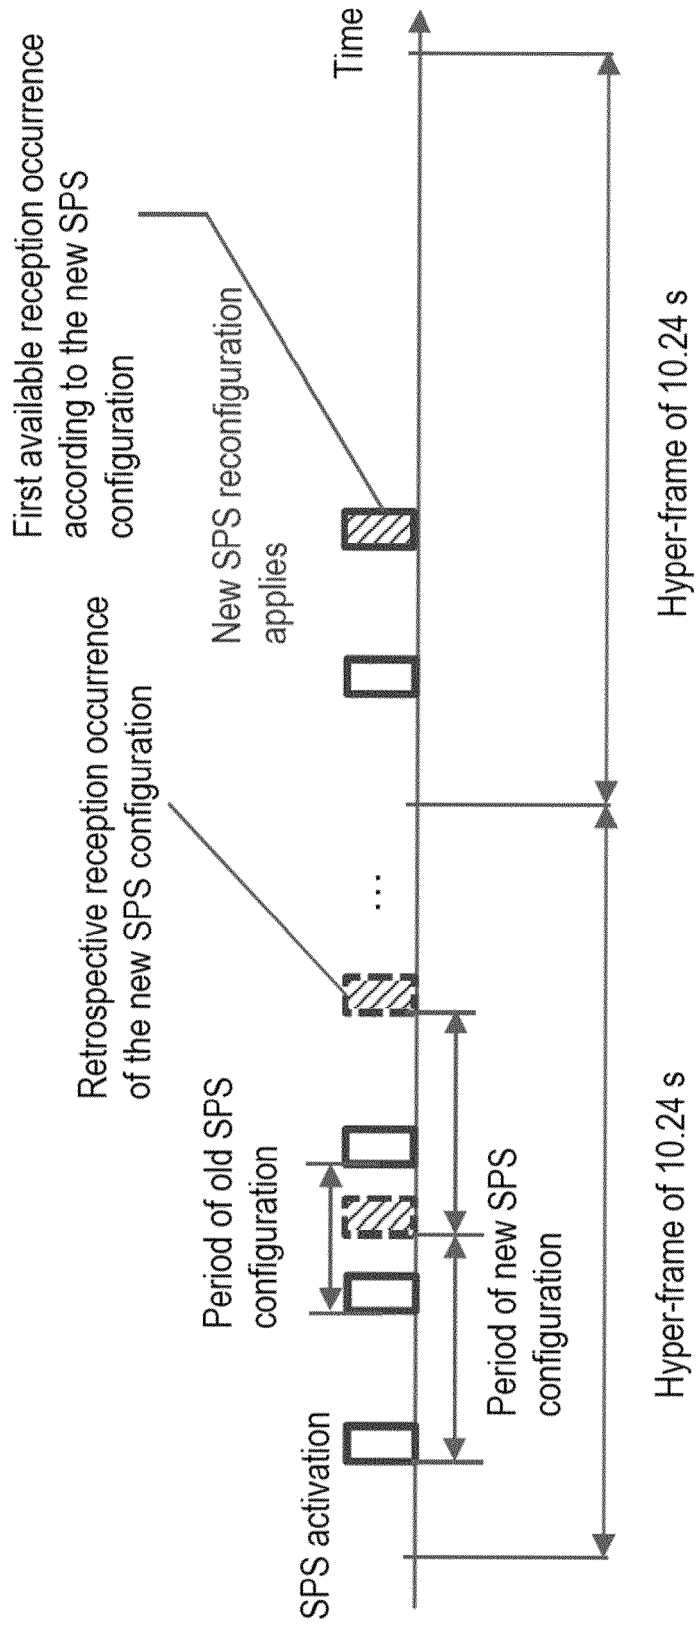 First available reception occurrence
according to the new SPS
configuration
Time
Retrospective reception occurrence
of the new SPS configuration
New SPS reconfiguration
applies
Period of old SPS
configuration
SPS activation
...
Period of new SPS
configuration
Hyper-frame of 10.24 s
Hyper-frame of 10.24 s